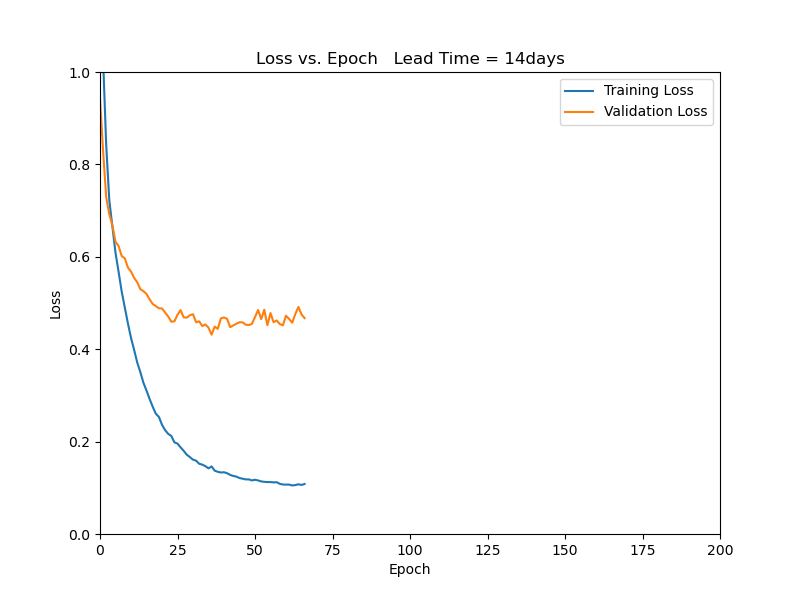 Loss vs. Epoch   Lead Time = 14days
Training Loss
Validation Loss
Loss
1.0
0.8
0.6
0.4
0.2
0.0
0 25 50 75 100 125 150 175 200
Epoch